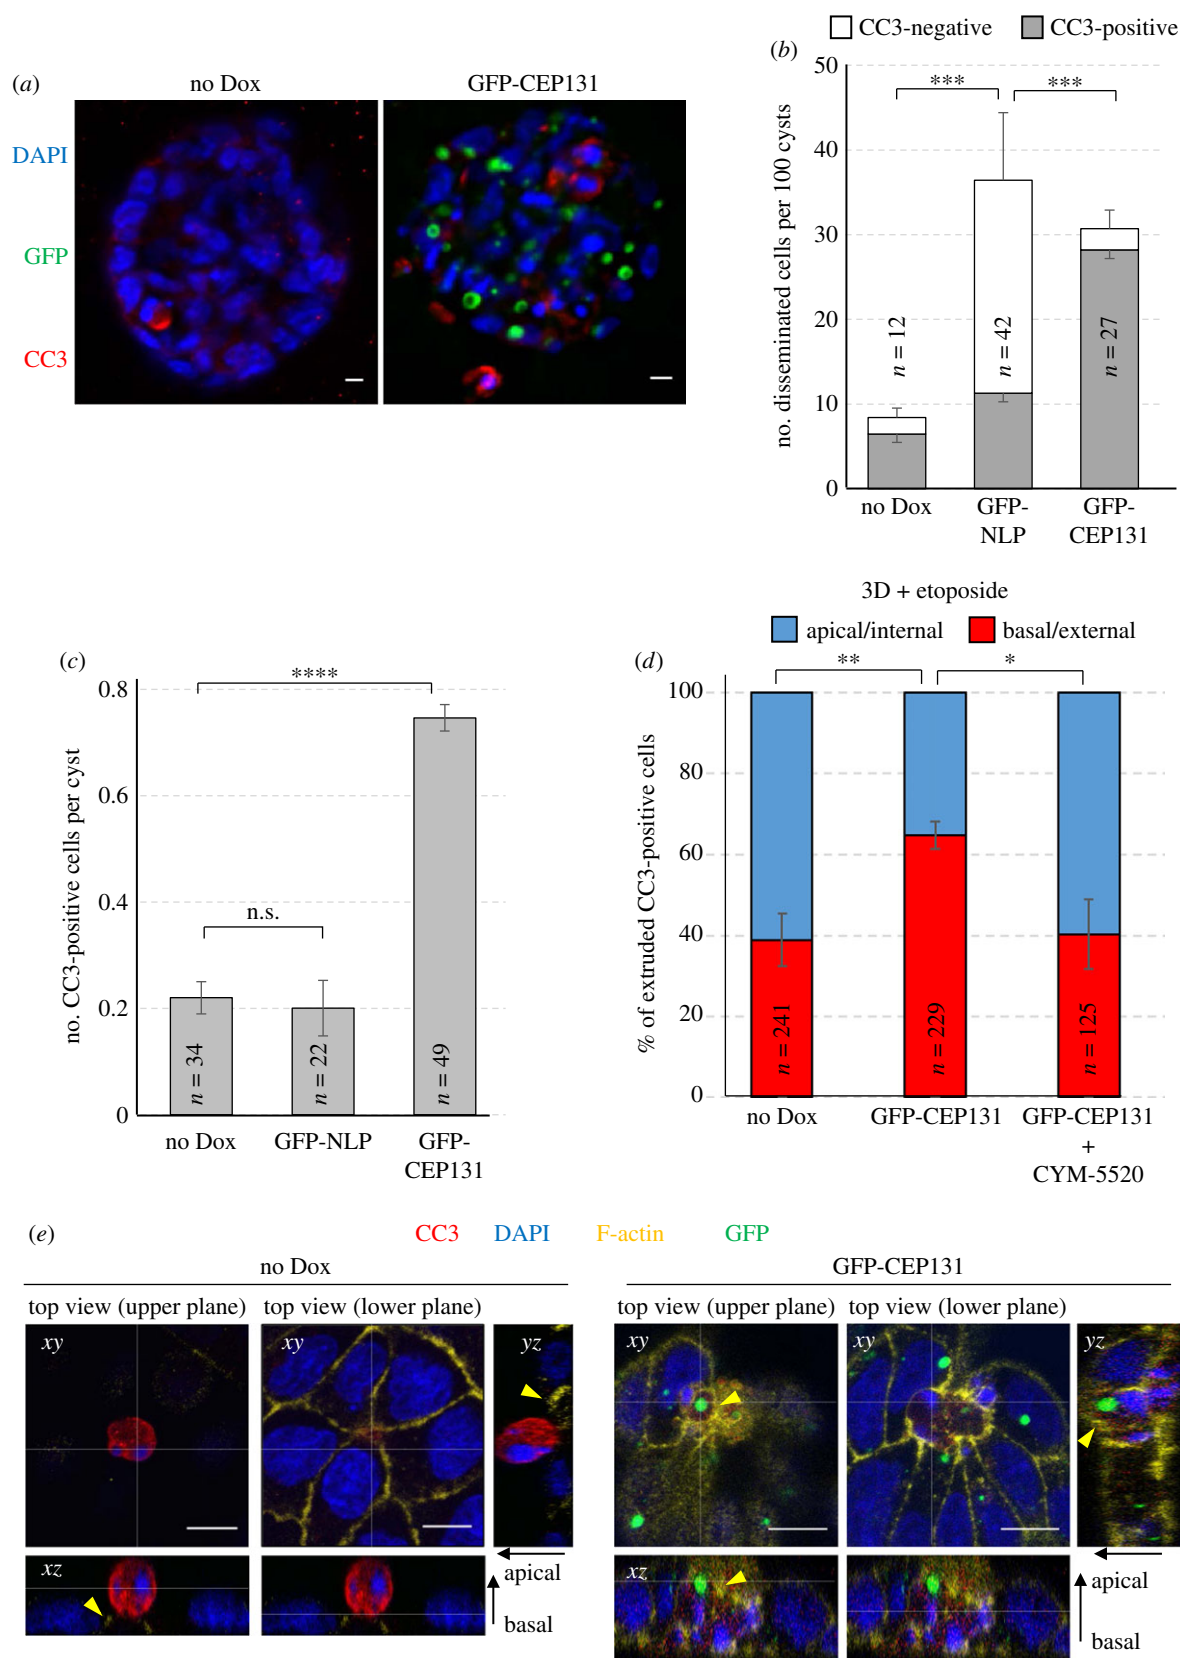 (a)
no Dox
GFP-CEP131
DAPI
GFP
CC3
CC3-negative
CC3-positive
(b)
no. disseminated cells per 100 cysts
50
40
30
20
10
0
***
***
n = 12
n = 42
n = 27
no Dox
GFP-
NLP
GFP-
CEP131
(c)
no. CC3-positive cells per cyst
0.8
0.6
0.4
0.2
0
****
n.s.
n = 34
n = 22
n = 49
no Dox
GFP-NLP
GFP-
CEP131
3D + etoposide
apical/internal
basal/external
(d)
% of extruded CC3-positive cells
100
80
60
40
20
0
**
*
n = 241
n = 229
n = 125
no Dox
GFP-CEP131
GFP-CEP131
+
CYM-5520
(e)
CC3
DAPI
F-actin
GFP
no Dox
GFP-CEP131
top view (upper plane)
top view (lower plane)
top view (upper plane)
top view (lower plane)
xy
xy
yz
xy
xy
yz
xz
apical
basal
xz
apical
basal